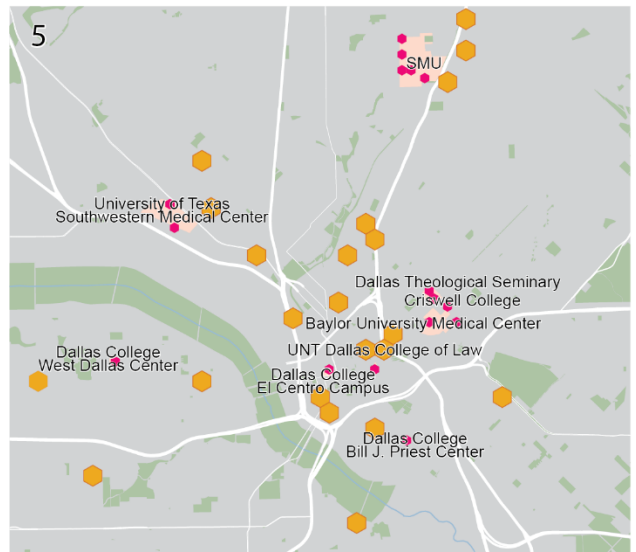 5
SMU
University of Texas
Southwestern Medical Center
Dallas Theological Seminary
Criswell College
Baylor University Medical Center
UNT Dallas College of Law
Dallas College
West Dallas Center
Dallas College
El Centro Campus
Dallas College
Bill J. Priest Center